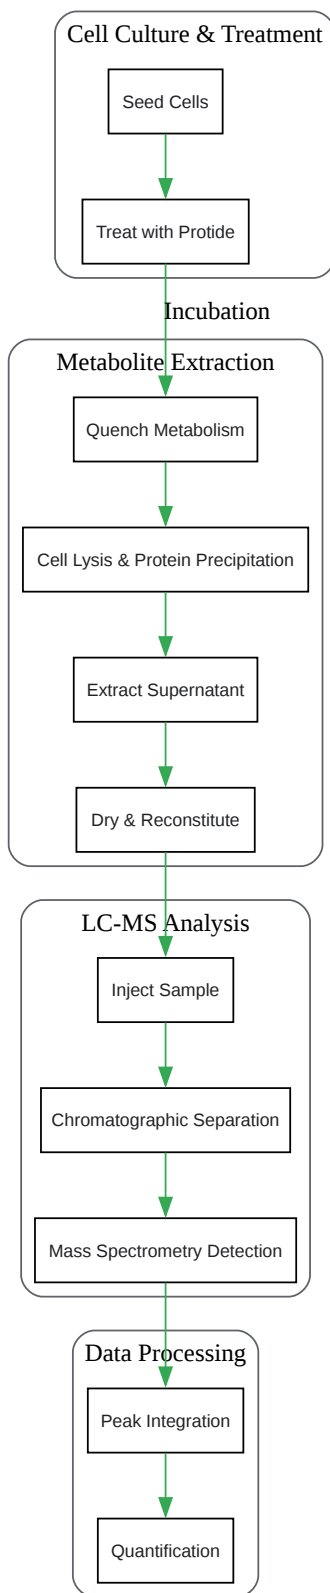 Cell Culture & Treatment
Seed Cells
Treat with Protide
Incubation
Metabolite Extraction
Quench Metabolism
Cell Lysis & Protein Precipitation
Extract Supernatant
Dry & Reconstitute
LC-MS Analysis
Inject Sample
Chromatographic Separation
Mass Spectrometry Detection
Data Processing
Peak Integration
Quantification